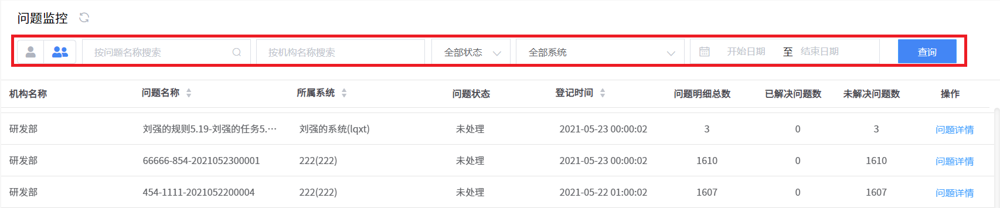 问题监控
按问题名称搜索 按机构名称搜索 全部状态 全部系统 开始日期 至 结束日期 查询
机构名称 问题名称 所属系统 问题状态 登记时间 问题明细总数 已解决问题数 未解决问题数 操作
研发部 刘强的规则5.19-刘强的任务5.··· 刘强的系统(lqxt) 未处理 2021-05-23 00:00:02 3 0 3 问题详情
研发部 66666-854-2021052300001 222(222) 未处理 2021-05-23 00:00:02 1610 0 1610 问题详情
研发部 454-1111-2021052200004 222(222) 未处理 2021-05-22 01:00:02 1607 0 1607 问题详情